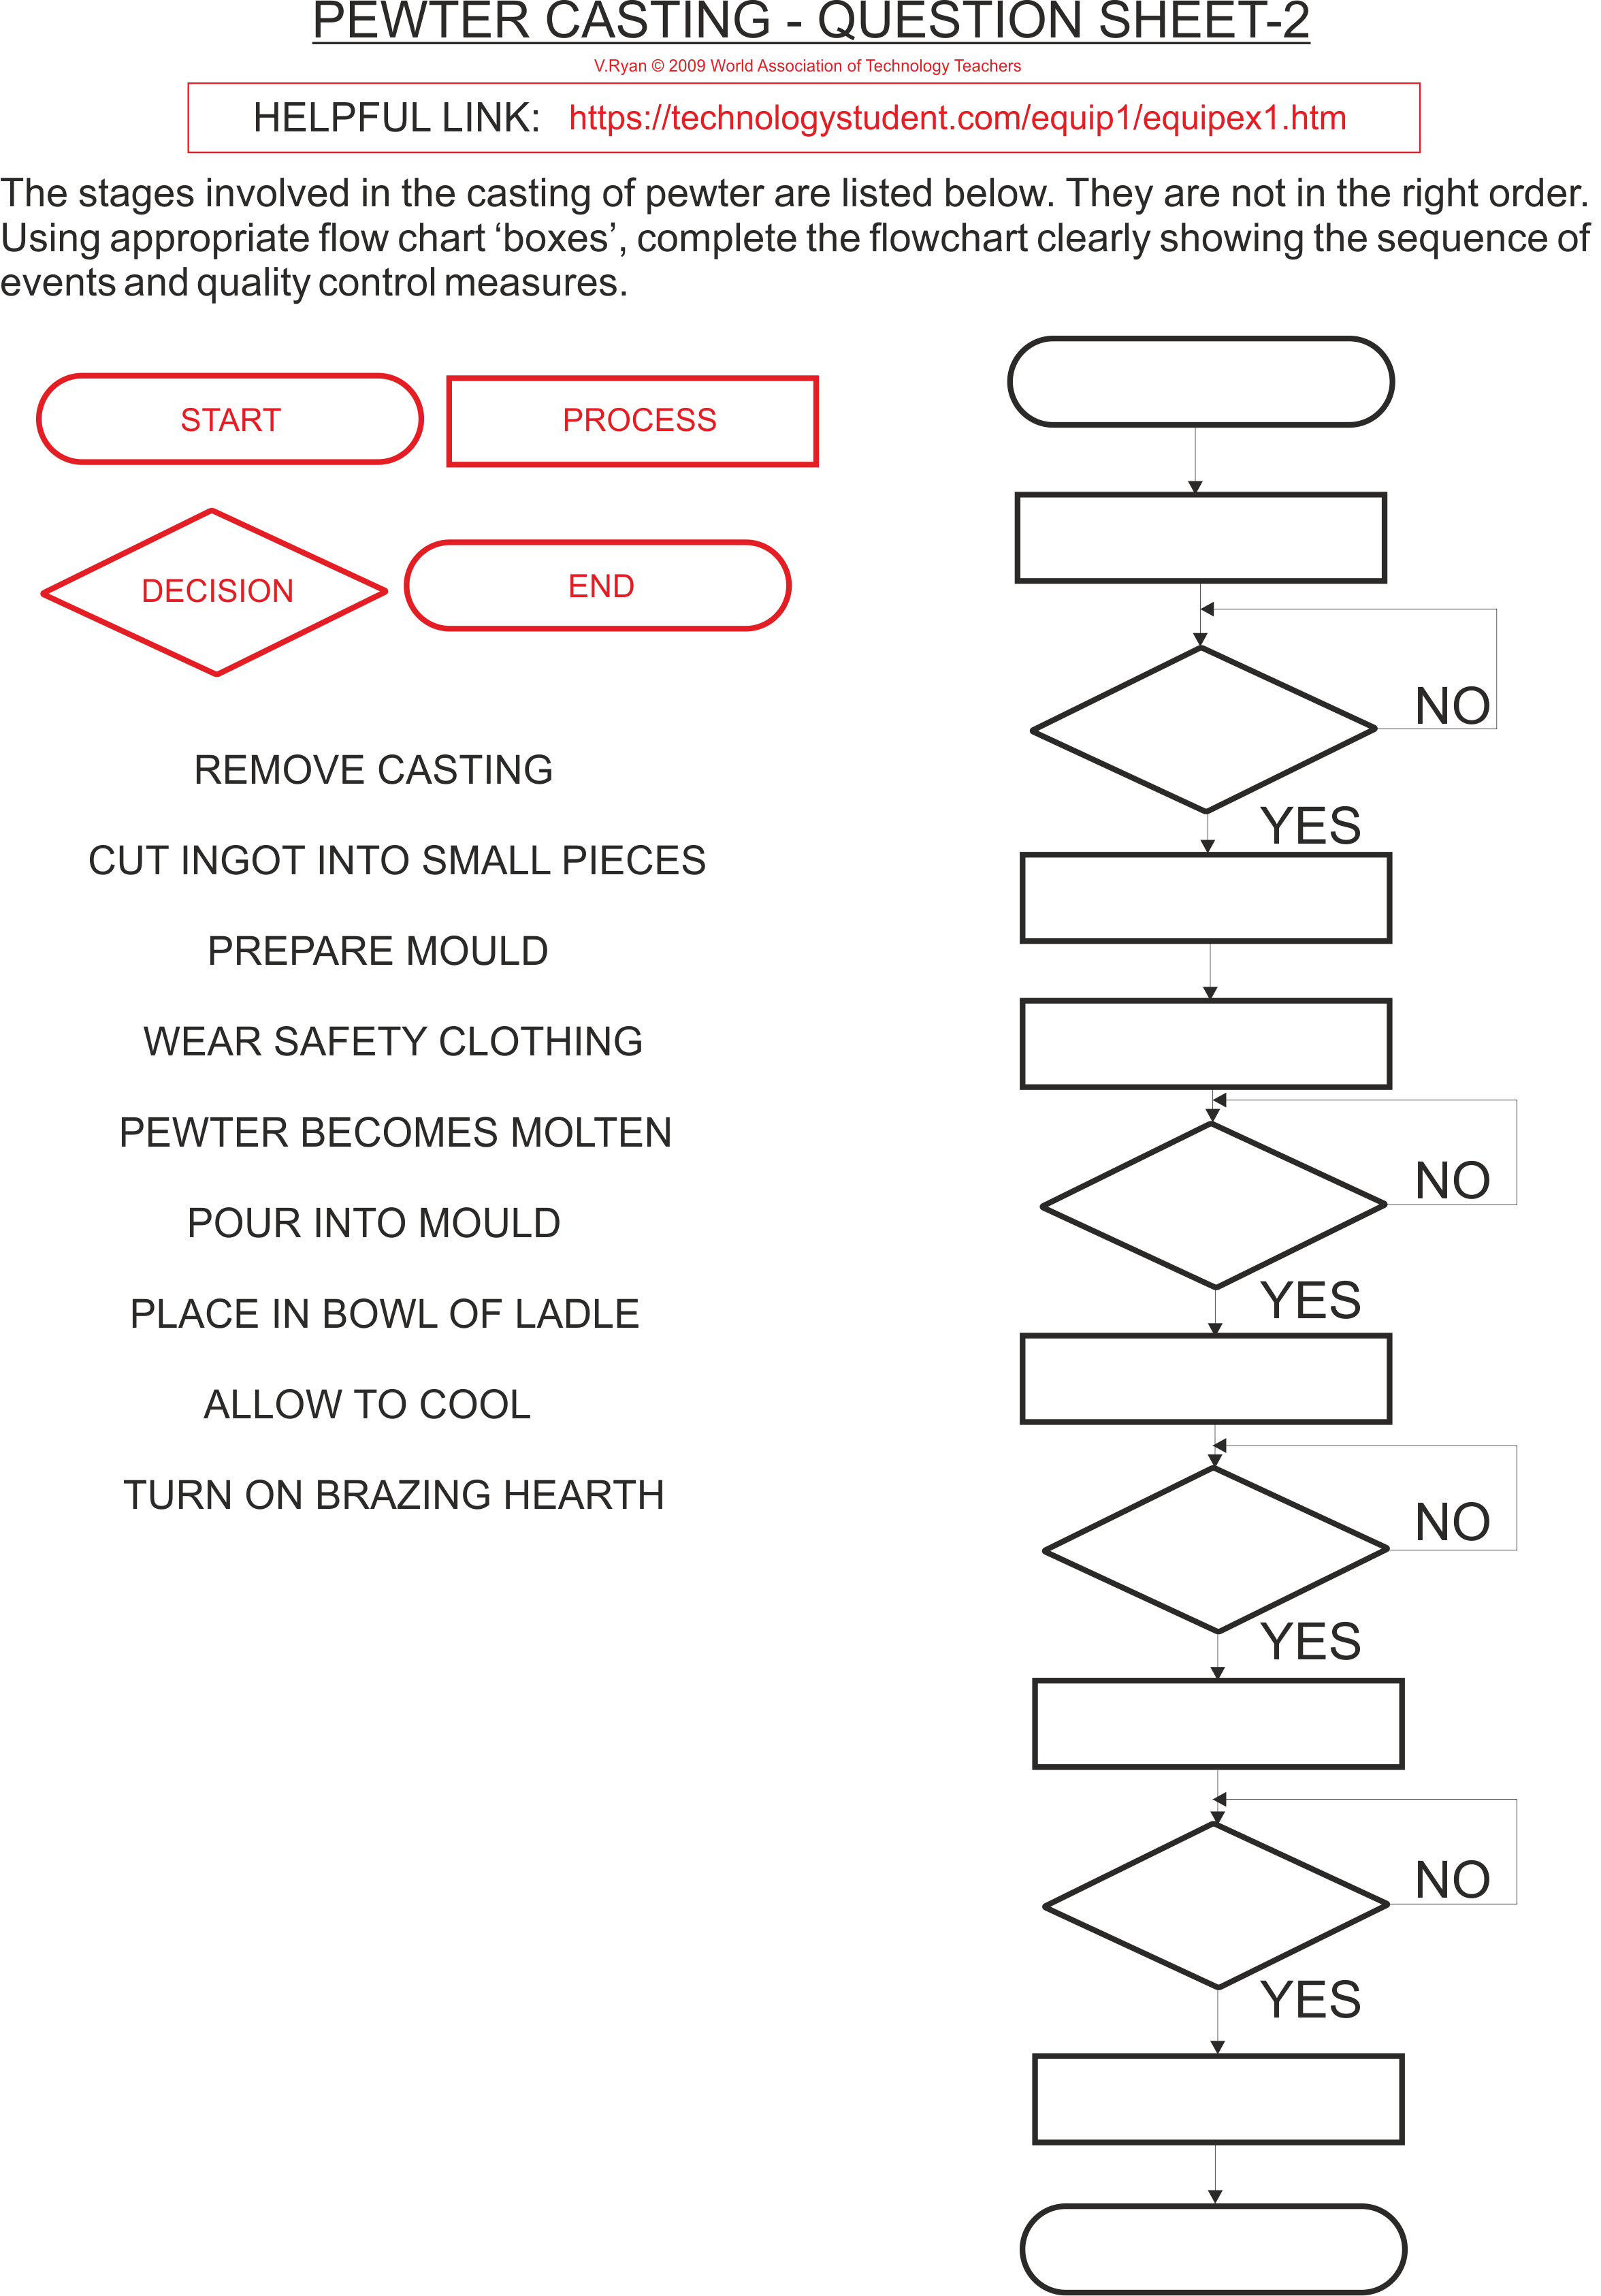 PEWTER CASTING - QUESTION SHEET-2
V.Ryan © 2009 World Association of Technology Teachers
HELPFUL LINK: https://technologystudent.com/equip1/equipex1.htm
The stages involved in the casting of pewter are listed below. They are not in the right order.
Using appropriate flow chart ‘boxes’, complete the flowchart clearly showing the sequence of
events and quality control measures.
START
PROCESS
DECISION
END
REMOVE CASTING
CUT INGOT INTO SMALL PIECES
PREPARE MOULD
WEAR SAFETY CLOTHING
PEWTER BECOMES MOLTEN
POUR INTO MOULD
PLACE IN BOWL OF LADLE
ALLOW TO COOL
TURN ON BRAZING HEARTH
NO
YES
NO
YES
NO
YES
NO
YES